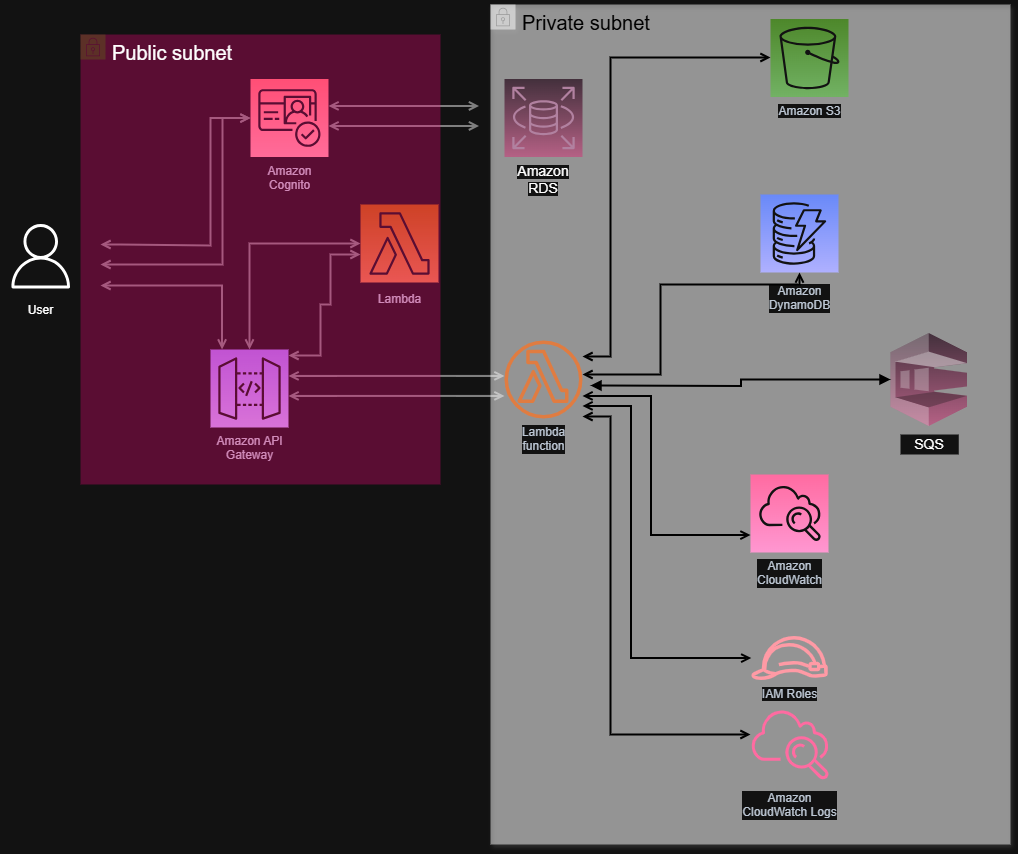 Public subnet
Amazon
Cognito
Lambda
User
Amazon API
Gateway
Private subnet
Amazon S3
Amazon
RDS
Amazon
DynamoDB
Lambda
function
SQS
Amazon
CloudWatch
IAM Roles
Amazon
CloudWatch Logs